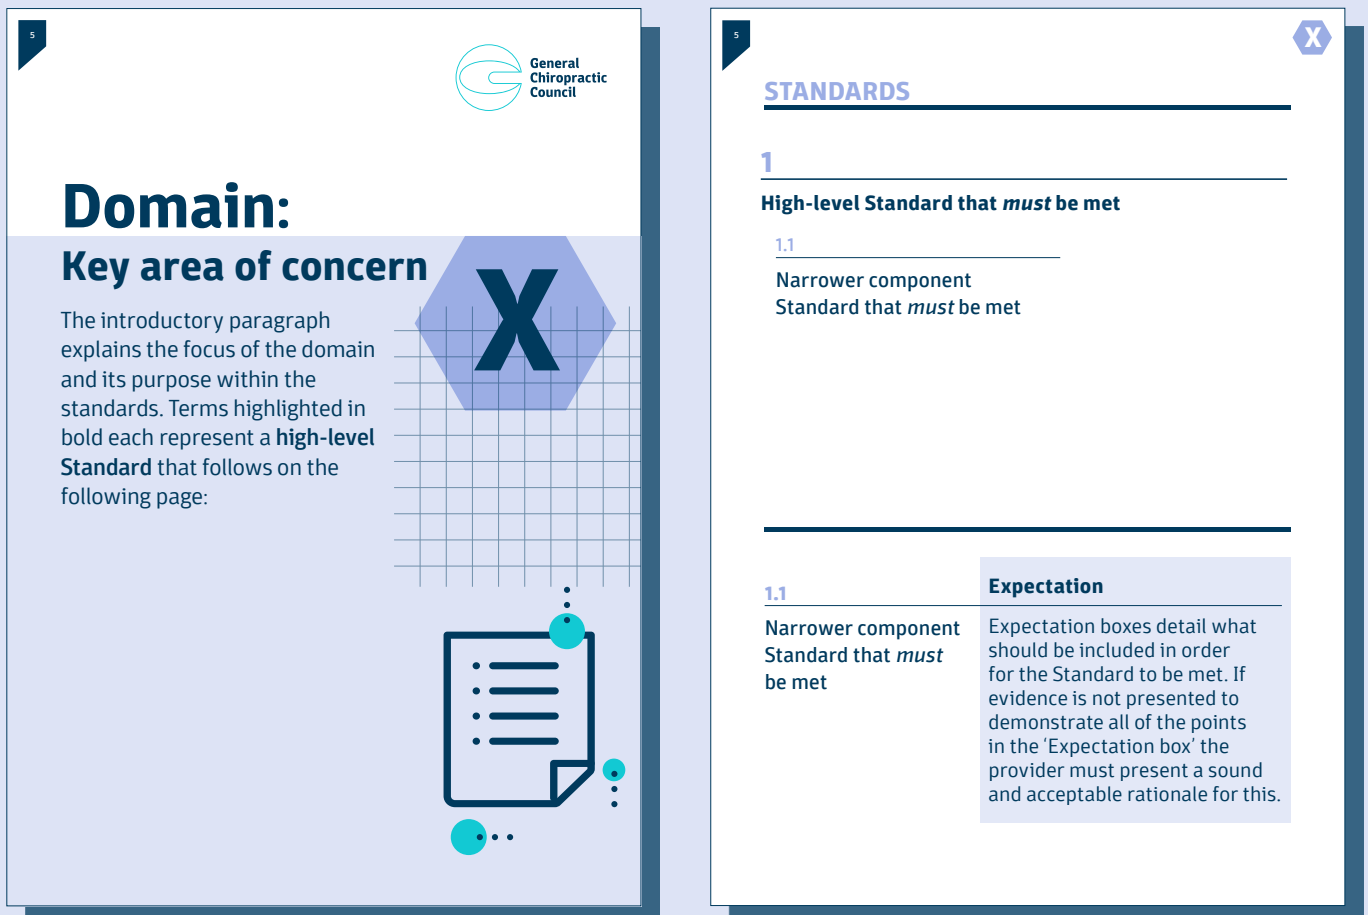 5
General
Chiropractic
Council
Domain:
Key area of concern
X
The introductory paragraph
explains the focus of the domain
and its purpose within the
standards. Terms highlighted in
bold each represent a high-level
Standard that follows on the
following page:
5
X
STANDARDS
1
High-level Standard that must be met
1.1
Narrower component
Standard that must be met
1.1
Narrower component
Standard that must
be met
Expectation
Expectation boxes detail what
should be included in order
for the Standard to be met. If
evidence is not presented to
demonstrate all of the points
in the ‘Expectation box’ the
provider must present a sound
and acceptable rationale for this.